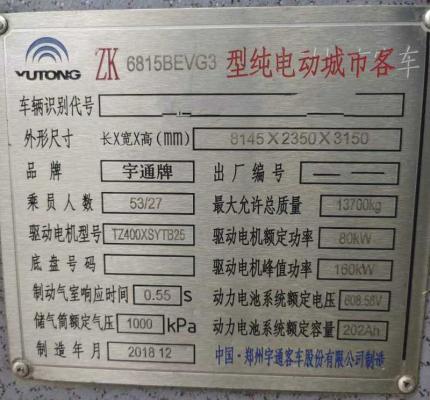 YUTONG ZK 6815BEVG3 型纯电动城市客车
车辆识别代号
外形尺寸 长X宽X高(mm) 8145X2350X3150
品牌 宇通牌 出厂编号
乘员人数 53/27 最大允许总质量 13700kg
驱动电机型号 TZ400XSYTB25 驱动电机额定功率 80kW
底盘号码 驱动电机峰值功率 160kW
制动气室响应时间 0.55 S 动力电池系统额定电压 608.58V
储气筒额定气压 1000 kPa 动力电池系统额定容量 202Ah
制造年月 2018 12 中国·郑州宇通客车股份有限公司制造